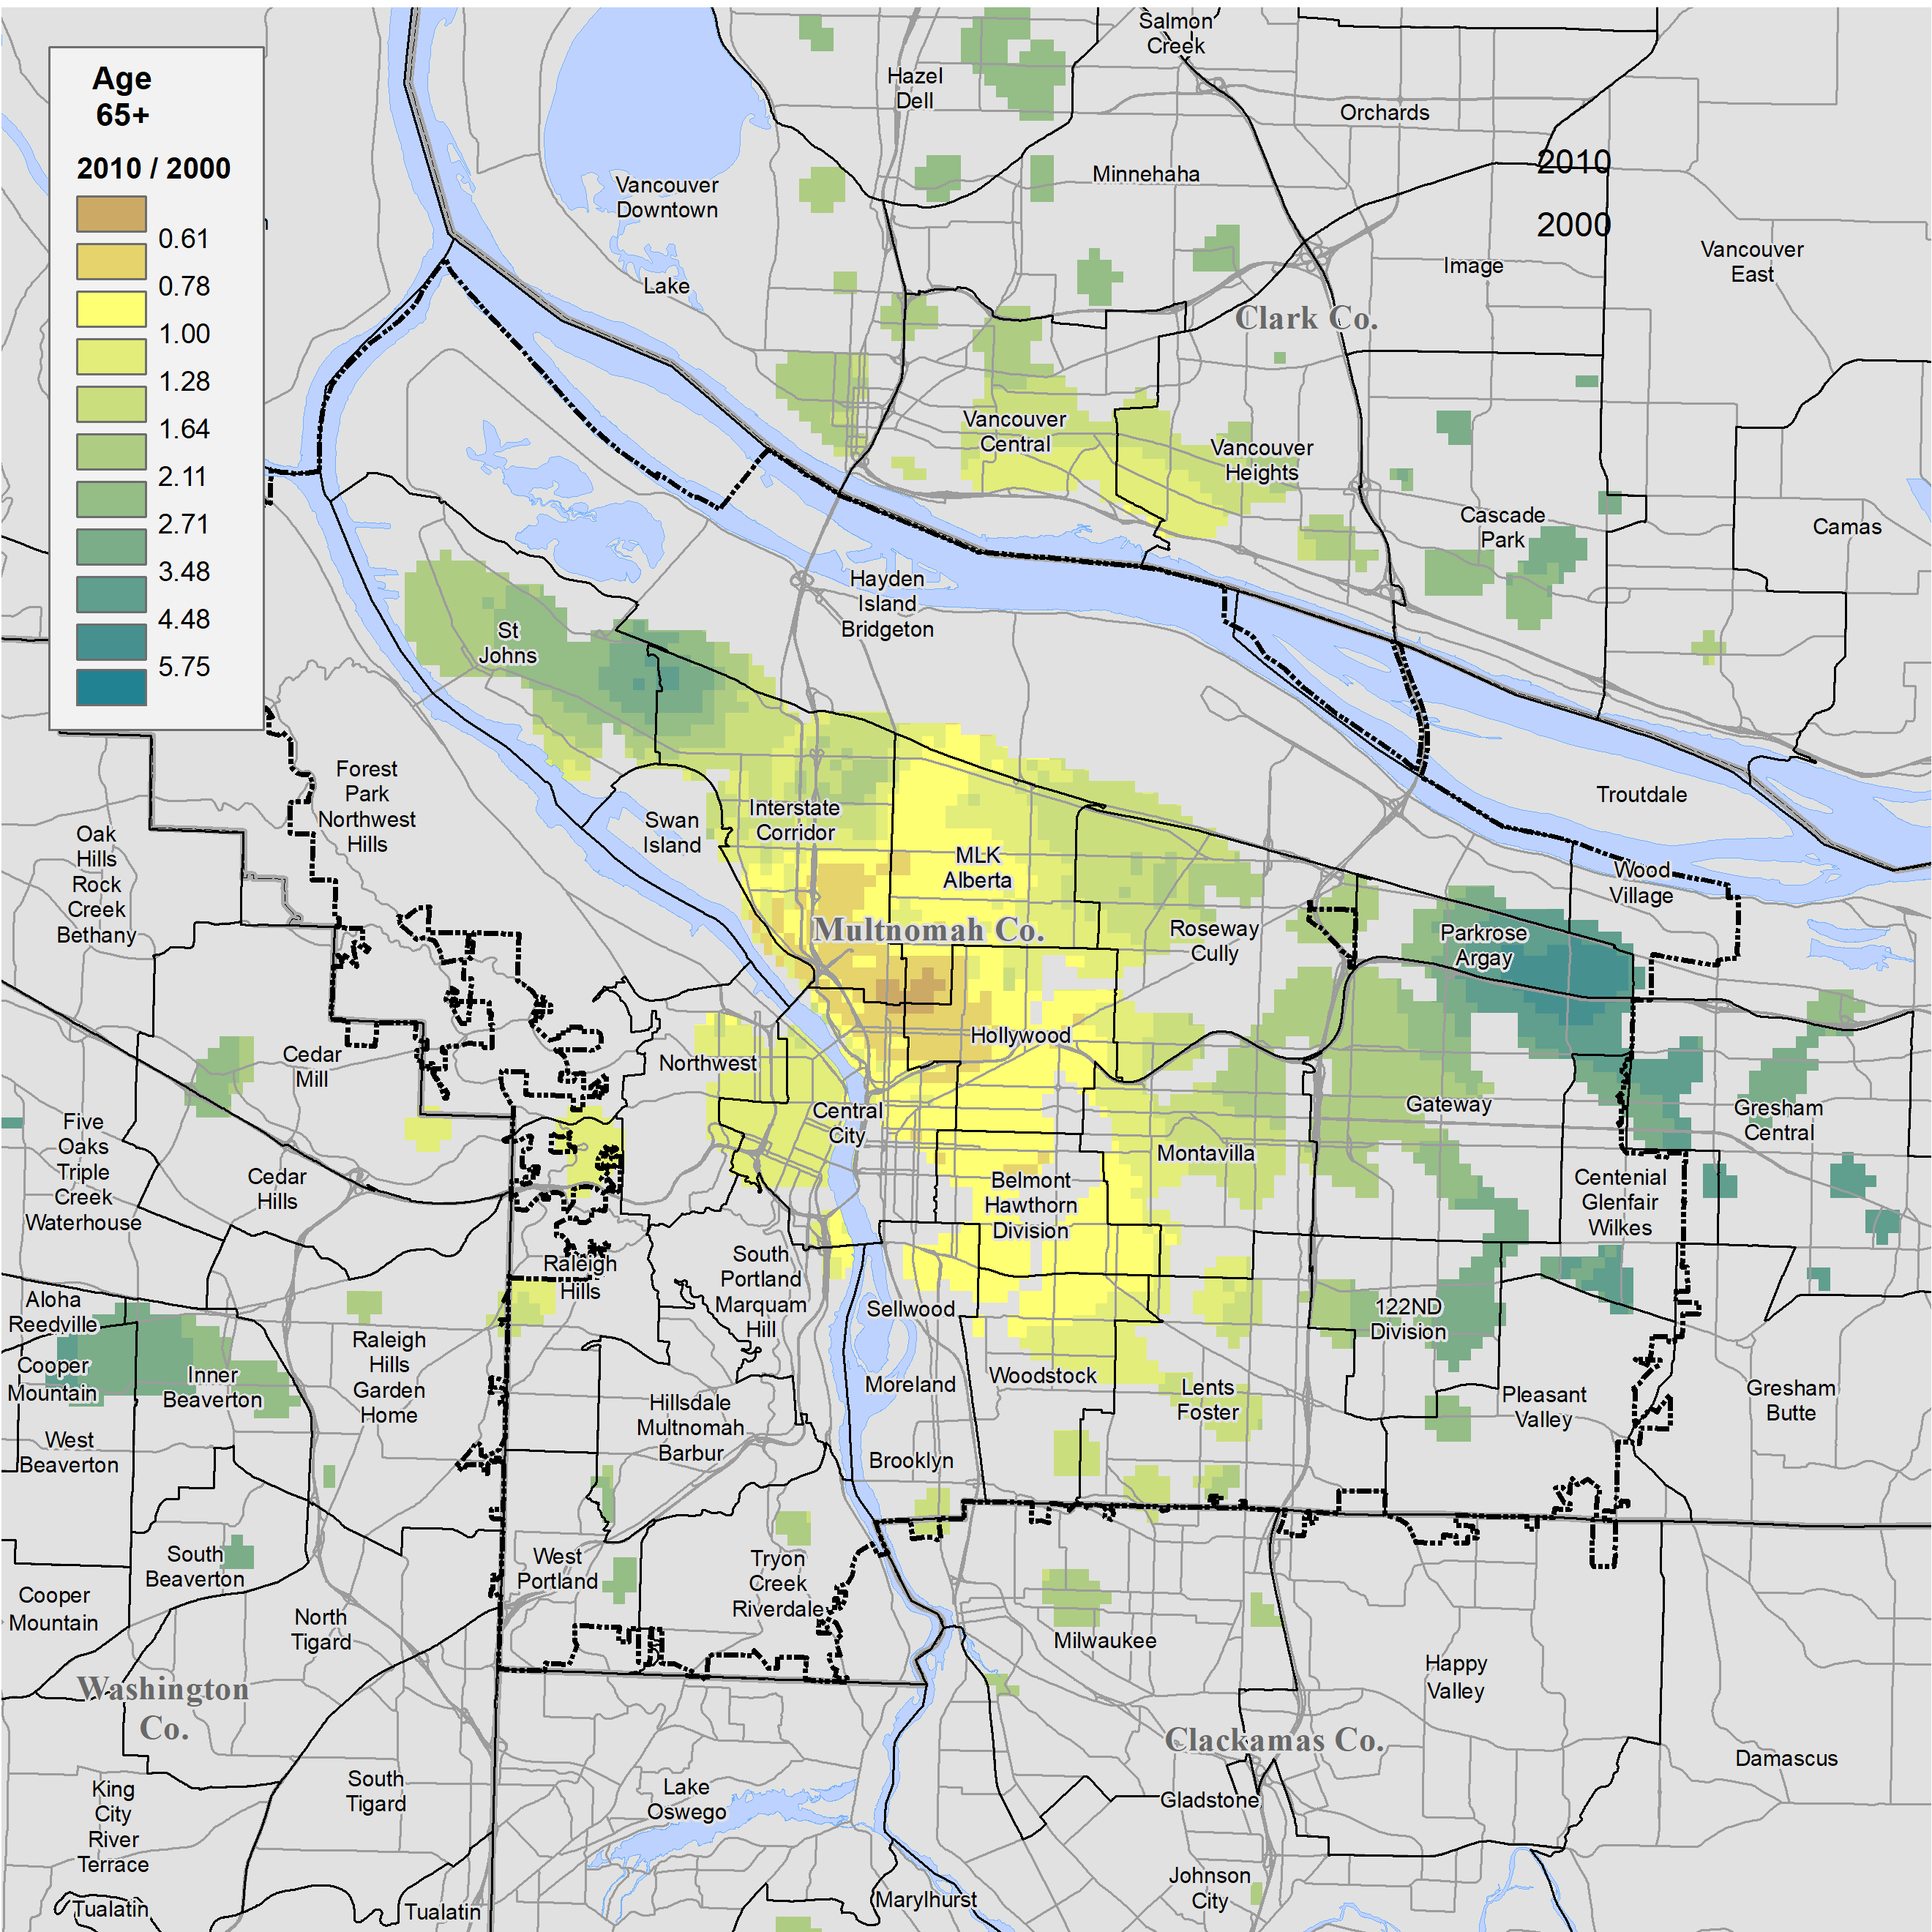 Age
65+
2010 / 2000
0.61
0.78
1.00
1.28
1.64
2.11
2.71
3.48
4.48
5.75
Salmon
Creek
Hazel
Dell
Orchards
2010
2000
Minnehaha
Vancouver
Downtown
Lake
Image
Vancouver
East
Clark Co.
Vancouver
Central
Vancouver
Heights
Cascade
Park
Camas
Hayden
Island
Bridgeton
St
Johns
Forest
Park
Northwest
Hills
Swan
Island
Interstate
Corridor
MLK
Alberta
Troutdale
Wood
Village
Oak
Hills
Rock
Creek
Bethany
Multnomah Co.
Roseway
Cully
Parkrose
Argay
Hollywood
Northwest
Cedar
Mill
Central
City
Gateway
Gresham
Central
Five
Oaks
Triple
Creek
Waterhouse
Cedar
Hills
Montavilla
Belmont
Hawthorn
Division
Centennial
Glenfair
Wilkes
Raleigh
Hills
South
Portland
Marquam
Hill
Sellwood
122ND
Division
Aloha
Reedville
Cooper
Mountain
Inner
Beaverton
Raleigh
Hills
Garden
Home
Moreland
Woodstock
Lents
Foster
Pleasant
Valley
Gresham
Butte
Hillsdale
Multnomah
Barbur
West
Beaverton
Brooklyn
South
Beaverton
West
Portland
Tryon
Creek
Riverdale
Cooper
Mountain
North
Tigard
Milwaukee
Happy
Valley
Washington
Co.
Clackamas Co.
Damascus
King
City
River
Terrace
South
Tigard
Lake
Oswego
Gladstone
Johnson
City
Marylhurst
Tualatin
Tualatin